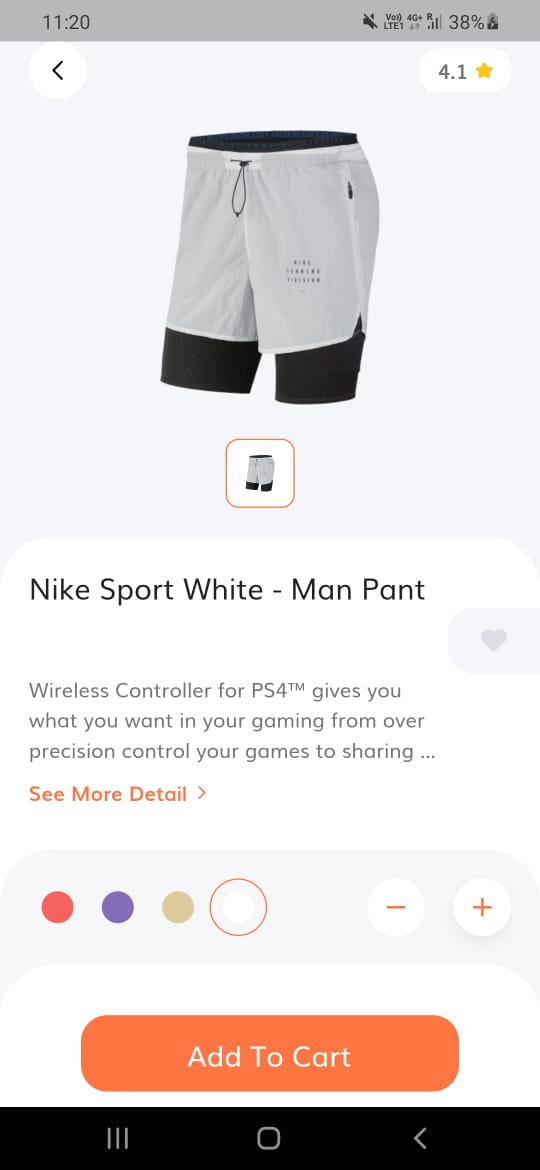 11:20
Vo)) 4G+ R 38%
LTE1
4.1
NIKE
RUNNING
DIVISION
Nike Sport White - Man Pant
Wireless Controller for PS4™ gives you
what you want in your gaming from over
precision control your games to sharing ...
See More Detail >
Add To Cart